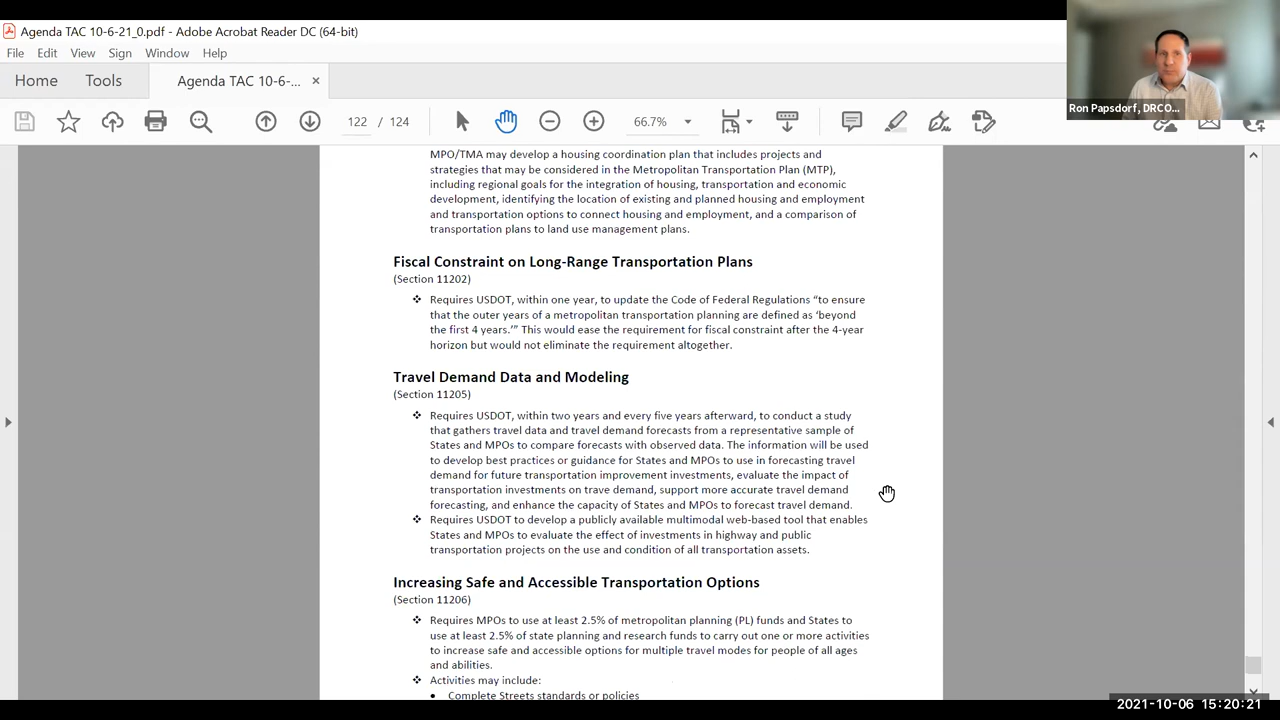 Agenda TAC 10-6-21_0.pdf - Adobe Acrobat Reader DC (64-bit)
File Edit View Sign Window Help
Home Tools Agenda TAC 10-6-... ×
122 / 124 66.7%
Ron Papsdorf, DRCO...
MPO/TMA may develop a housing coordination plan that includes projects and
strategies that may be considered in the Metropolitan Transportation Plan (MTP),
including regional goals for the integration of housing, transportation and economic
development, identifying the location of existing and planned housing and employment
and transportation options to connect housing and employment, and a comparison of
transportation plans to land use management plans.
Fiscal Constraint on Long-Range Transportation Plans
(Section 11202)
❖ Requires USDOT, within one year, to update the Code of Federal Regulations “to ensure
that the outer years of a metropolitan transportation planning are defined as ‘beyond
the first 4 years.’” This would ease the requirement for fiscal constraint after the 4-year
horizon but would not eliminate the requirement altogether.
Travel Demand Data and Modeling
(Section 11205)
❖ Requires USDOT, within two years and every five years afterward, to conduct a study
that gathers travel data and travel demand forecasts from a representative sample of
States and MPOs to compare forecasts with observed data. The information will be used
to develop best practices or guidance for States and MPOs to use in forecasting travel
demand for future transportation improvement investments, evaluate the impact of
transportation investments on trave demand, support more accurate travel demand
forecasting, and enhance the capacity of States and MPOs to forecast travel demand.
❖ Requires USDOT to develop a publicly available multimodal web-based tool that enables
States and MPOs to evaluate the effect of investments in highway and public
transportation projects on the use and condition of all transportation assets.
Increasing Safe and Accessible Transportation Options
(Section 11206)
❖ Requires MPOs to use at least 2.5% of metropolitan planning (PL) funds and States to
use at least 2.5% of state planning and research funds to carry out one or more activities
to increase safe and accessible options for multiple travel modes for people of all ages
and abilities.
❖ Activities may include:
• Complete Streets standards or policies
2021-10-06 15:20:21